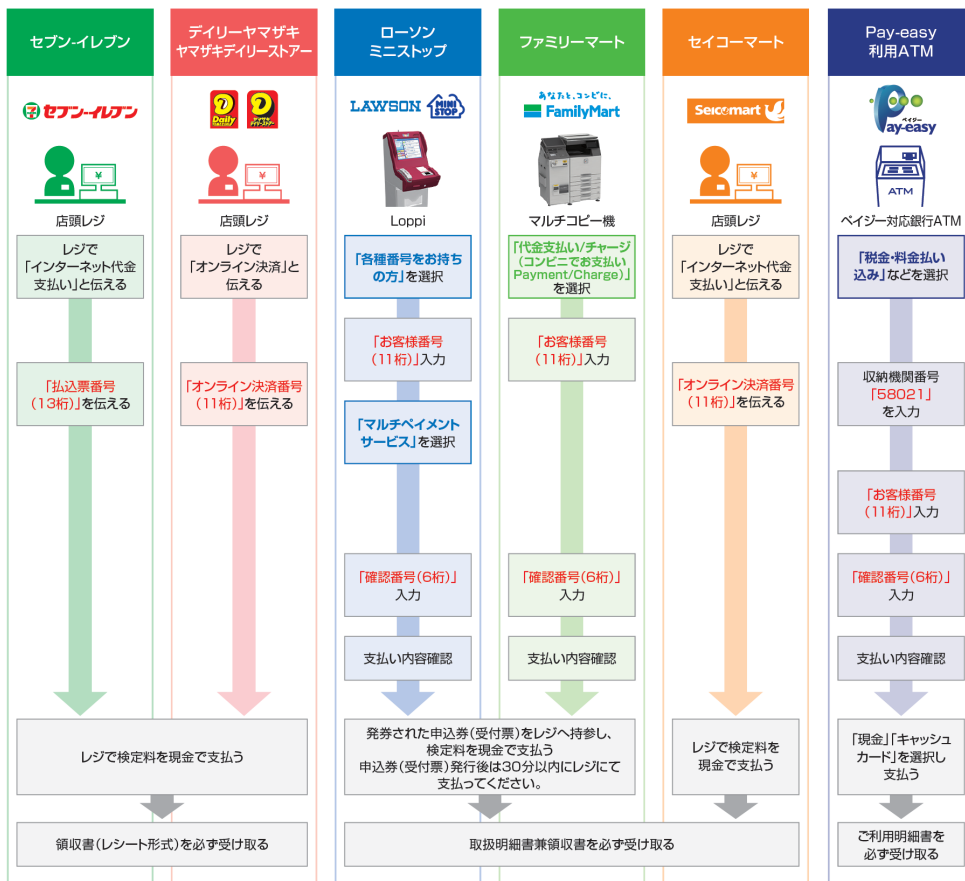 セブン-イレブン
セブン-イレブン
¥
店頭レジ
レジで
「インターネット代金
支払い」と伝える
「払込票番号
(13桁)」を伝える
デイリーヤマザキ
ヤマザキデイリーストアー
Daily
YAMAZAKI
ヤマザキ
デイリーストアー
¥
店頭レジ
レジで
「オンライン決済」と
伝える
「オンライン決済番号
(11桁)」を伝える
レジで検定料を現金で支払う
領収書(レシート形式)を必ず受け取る
ローソン
ミニストップ
LAWSON
MINI
STOP
Loppi
「各種番号をお持ち
の方」を選択
「お客様番号
(11桁)」入力
「マルチペイメント
サービス」を選択
「確認番号(6桁)」
入力
支払い内容確認
ファミリーマート
あなたと、コンビに、
FamilyMart
マルチコピー機
「代金支払い/チャージ
(コンビニでお支払い
Payment/Charge)」
を選択
「お客様番号
(11桁)」入力
「確認番号(6桁)」
入力
支払い内容確認
発券された申込券(受付票)をレジへ持参し、
検定料を現金で支払う
申込券(受付票)発行後は30分以内にレジにて
支払ってください。
セイコーマート
Seicomart
¥
店頭レジ
レジで
「インターネット代金
支払い」と伝える
「オンライン決済番号
(11桁)」を伝える
レジで検定料を
現金で支払う
取扱明細書兼領収書を必ず受け取る
Pay-easy
利用ATM
ペイジー
Pay-easy
ATM
ペイジー対応銀行ATM
「税金・料金払い
込み」などを選択
収納機関番号
「58021」
を入力
「お客様番号
(11桁)」入力
「確認番号(6桁)」
入力
支払い内容確認
「現金」「キャッシュ
カード」を選択し
支払う
ご利用明細書を
必ず受け取る